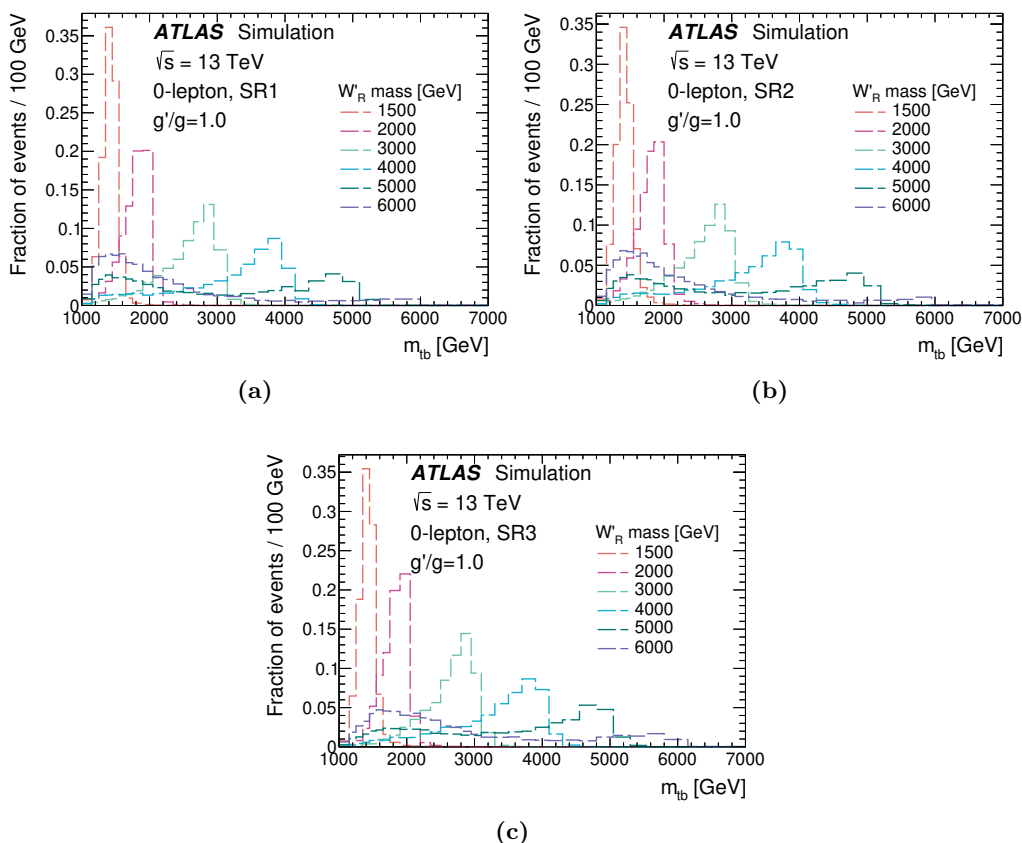 ATLAS Simulation
√s = 13 TeV
0-lepton, SR1
g'/g=1.0
W'R mass [GeV]
1500
2000
3000
4000
5000
6000
Fraction of events / 100 GeV
0.35
0.3
0.25
0.2
0.15
0.1
0.05
0
1000 2000 3000 4000 5000 6000 7000
mtb [GeV]
(a)
ATLAS Simulation
√s = 13 TeV
0-lepton, SR2
g'/g=1.0
W'R mass [GeV]
1500
2000
3000
4000
5000
6000
Fraction of events / 100 GeV
0.35
0.3
0.25
0.2
0.15
0.1
0.05
0
1000 2000 3000 4000 5000 6000 7000
mtb [GeV]
(b)
ATLAS Simulation
√s = 13 TeV
0-lepton, SR3
g'/g=1.0
W'R mass [GeV]
1500
2000
3000
4000
5000
6000
Fraction of events / 100 GeV
0.35
0.3
0.25
0.2
0.15
0.1
0.05
0
1000 2000 3000 4000 5000 6000 7000
mtb [GeV]
(c)